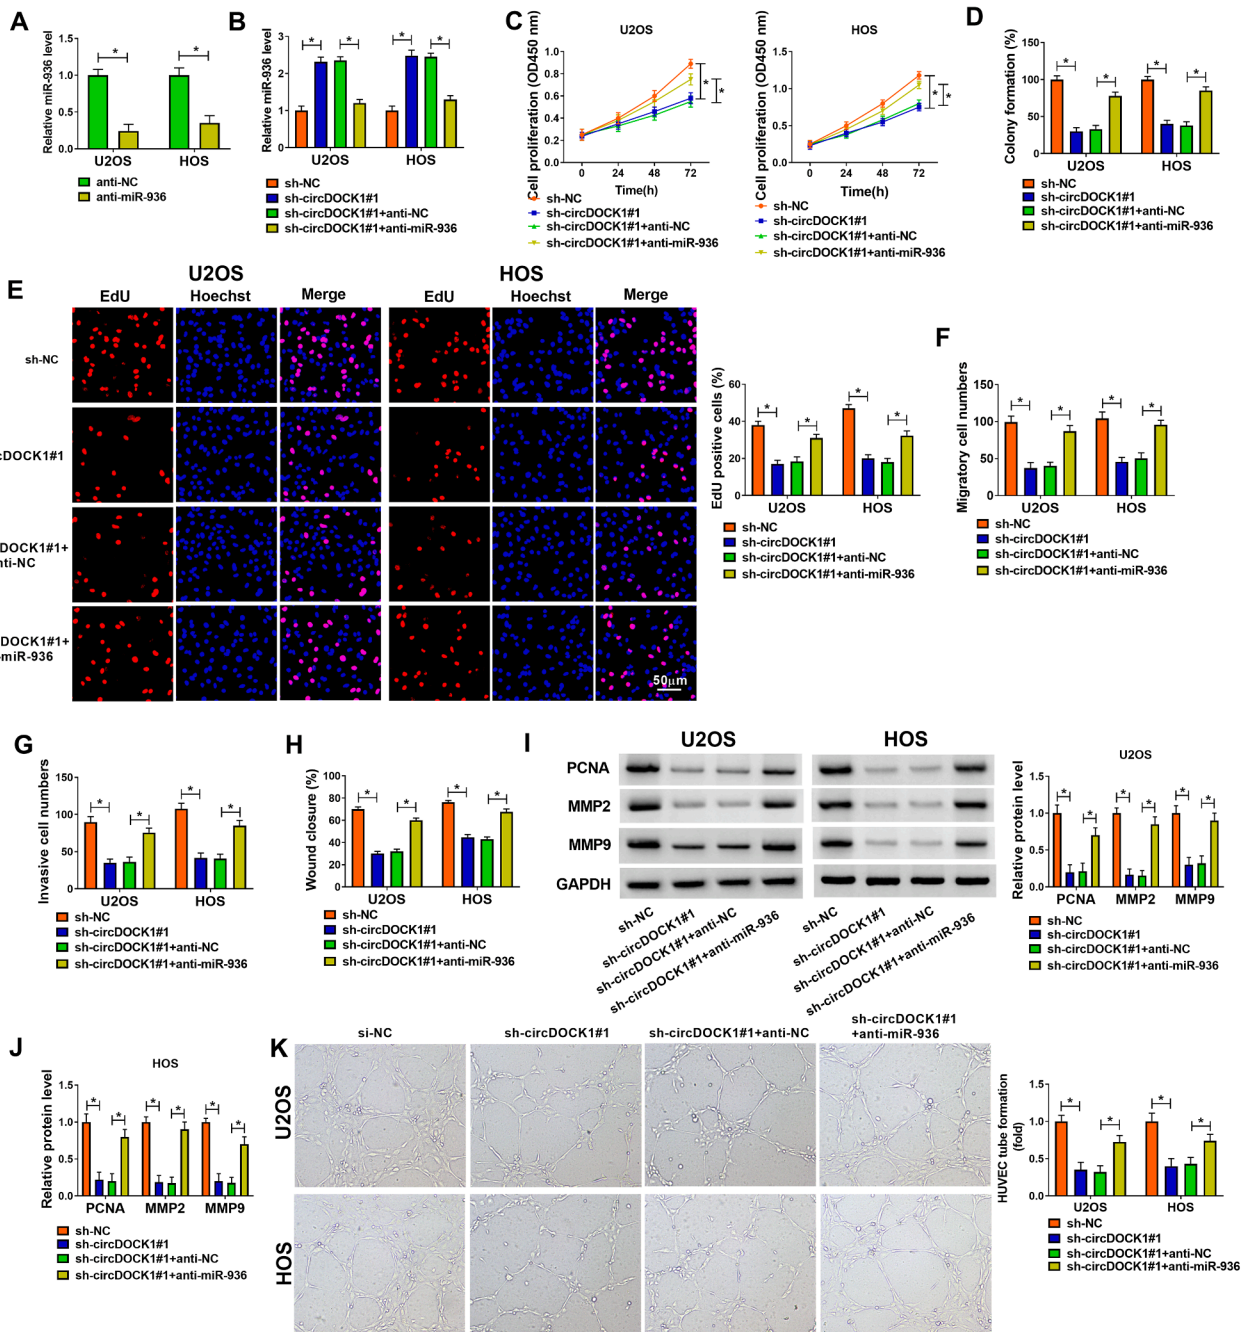 A
Relative miR-936 level
1.5
1.0
0.5
0.0
*
*
U2OS
HOS
anti-NC
anti-miR-936
B
Relative miR-936 level
3
2
1
0
*
*
*
*
U2OS
HOS
sh-NC
sh-circDOCK1#1
sh-circDOCK1#1+anti-NC
sh-circDOCK1#1+anti-miR-936
C
U2OS
Cell proliferation (OD450 nm)
1.0
0.8
0.6
0.4
0.2
0.0
*
*
0 24 48 72
Time(h)
sh-NC
sh-circDOCK1#1
sh-circDOCK1#1+anti-NC
sh-circDOCK1#1+anti-miR-936
HOS
Cell proliferation (OD450 nm)
1.5
1.0
0.5
0.0
*
*
0 24 48 72
Time(h)
sh-NC
sh-circDOCK1#1
sh-circDOCK1#1+anti-NC
sh-circDOCK1#1+anti-miR-936
D
Colony formation (%)
150
100
50
0
*
*
*
*
U2OS
HOS
sh-NC
sh-circDOCK1#1
sh-circDOCK1#1+anti-NC
sh-circDOCK1#1+anti-miR-936
E
U2OS
HOS
EdU Hoechst Merge EdU Hoechst Merge
sh-NC
cDOCK1#1
DOCK1#1+
nti-NC
DOCK1#1+
-miR-936
50μm
EdU positive cells (%)
60
40
20
0
*
*
*
*
U2OS
HOS
sh-NC
sh-circDOCK1#1
sh-circDOCK1#1+anti-NC
sh-circDOCK1#1+anti-miR-936
F
Migratory cell numbers
150
100
50
0
*
*
*
*
U2OS
HOS
sh-NC
sh-circDOCK1#1
sh-circDOCK1#1+anti-NC
sh-circDOCK1#1+anti-miR-936
G
Invasive cell numbers
150
100
50
0
*
*
*
*
U2OS
HOS
sh-NC
sh-circDOCK1#1
sh-circDOCK1#1+anti-NC
sh-circDOCK1#1+anti-miR-936
H
Wound closure (%)
100
80
60
40
20
0
*
*
*
*
U2OS
HOS
sh-NC
sh-circDOCK1#1
sh-circDOCK1#1+anti-NC
sh-circDOCK1#1+anti-miR-936
I
U2OS
HOS
PCNA
MMP2
MMP9
GAPDH
sh-NC
sh-circDOCK1#1
sh-circDOCK1#1+anti-NC
sh-circDOCK1#1+anti-miR-936
sh-NC
sh-circDOCK1#1
sh-circDOCK1#1+anti-NC
sh-circDOCK1#1+anti-miR-936
U2OS
Relative protein level
1.5
1.0
0.5
0.0
*
*
*
*
*
*
PCNA MMP2 MMP9
sh-NC
sh-circDOCK1#1
sh-circDOCK1#1+anti-NC
sh-circDOCK1#1+anti-miR-936
J
HOS
Relative protein level
1.5
1.0
0.5
0.0
*
*
*
*
*
*
PCNA MMP2 MMP9
sh-NC
sh-circDOCK1#1
sh-circDOCK1#1+anti-NC
sh-circDOCK1#1+anti-miR-936
K
si-NC
sh-circDOCK1#1
sh-circDOCK1#1+anti-NC
sh-circDOCK1#1
+anti-miR-936
U2OS
HOS
HUVEC tube formation
(fold)
1.5
1.0
0.5
0.0
*
*
*
*
U2OS
HOS
sh-NC
sh-circDOCK1#1
sh-circDOCK1#1+anti-NC
sh-circDOCK1#1+anti-miR-936